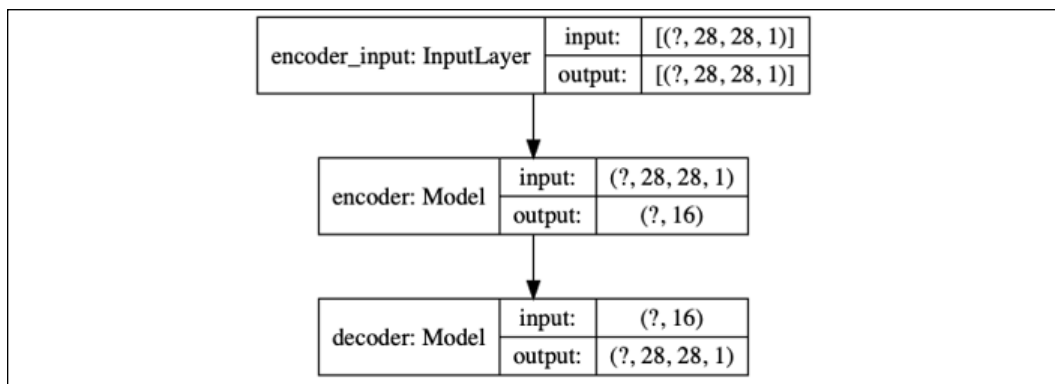 encoder_input: InputLayer
input: [(?, 28, 28, 1)]
output: [(?, 28, 28, 1)]
encoder: Model
input: (?, 28, 28, 1)
output: (?, 16)
decoder: Model
input: (?, 16)
output: (?, 28, 28, 1)